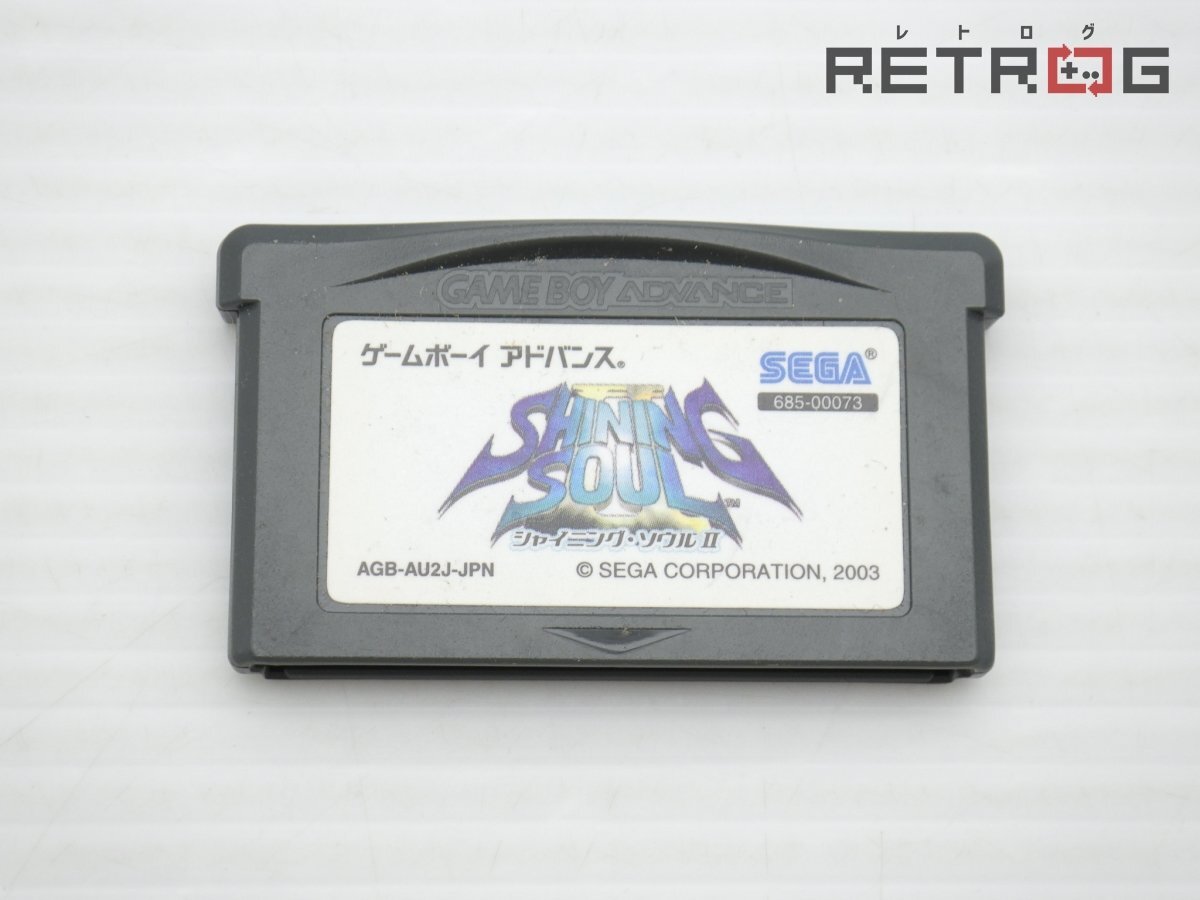 レトログ
RETROG
GAME BOY ADVANCE
ゲームボーイ アドバンス®
SEGA®
685-00073
SHINING
SOUL™
II
シャイニング・ソウルII
AGB-AU2J-JPN
© SEGA CORPORATION, 2003